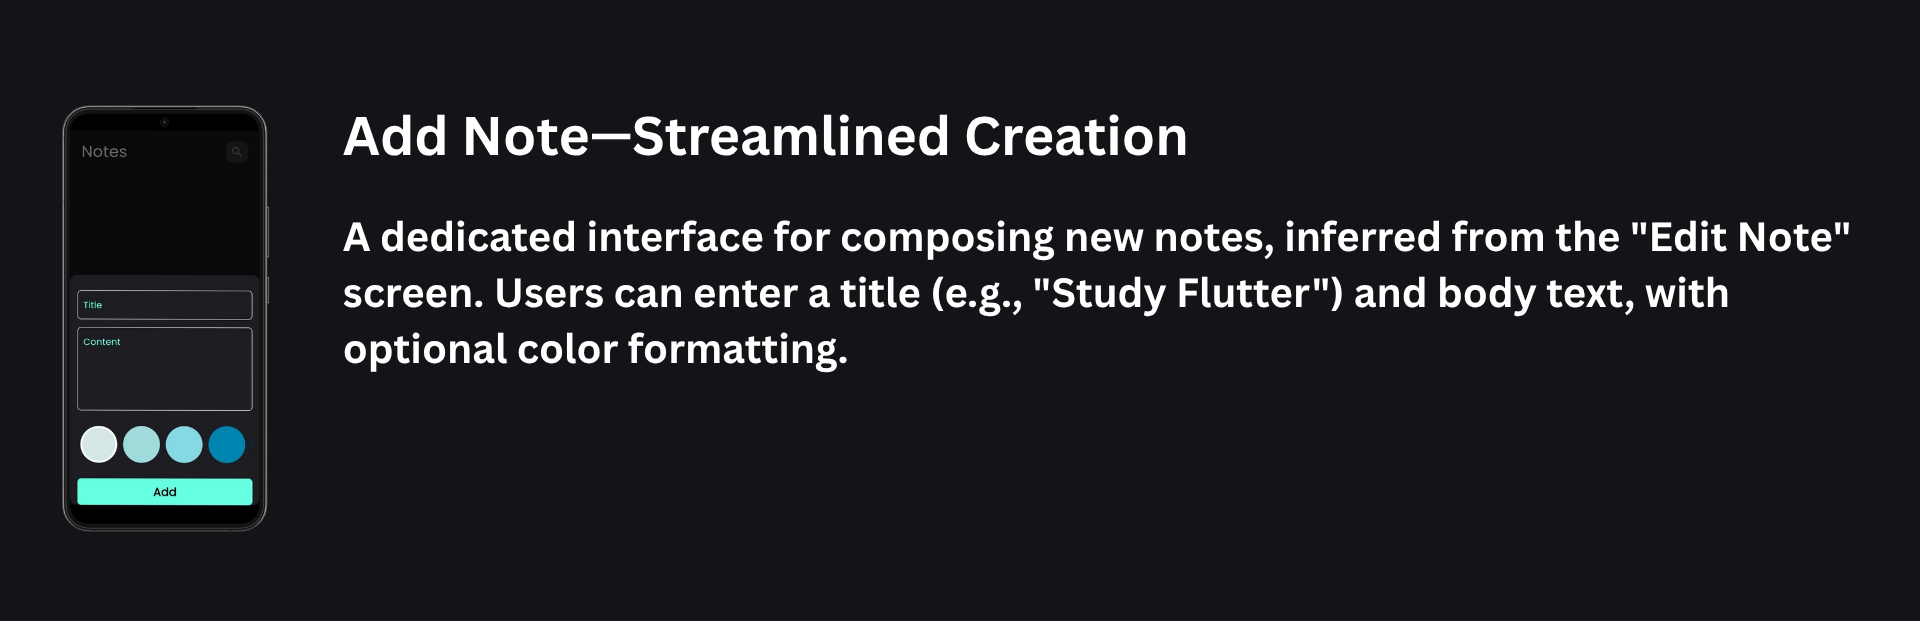 Notes
Title
Content
Add
Add Note—Streamlined Creation
A dedicated interface for composing new notes, inferred from the "Edit Note"
screen. Users can enter a title (e.g., "Study Flutter") and body text, with
optional color formatting.